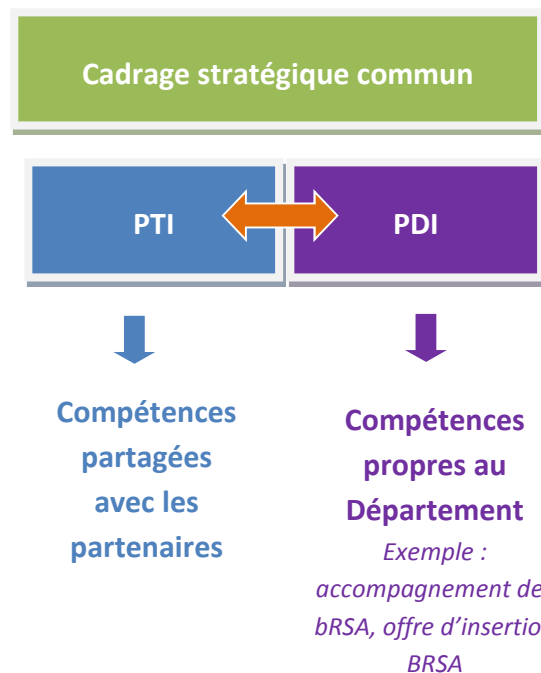 Cadrage stratégique commun
PTI
PDI
Compétences
partagées
avec les
partenaires
Compétences
propres au
Département
Exemple :
accompagnement de
bRSA, offre d’insertio
BRSA